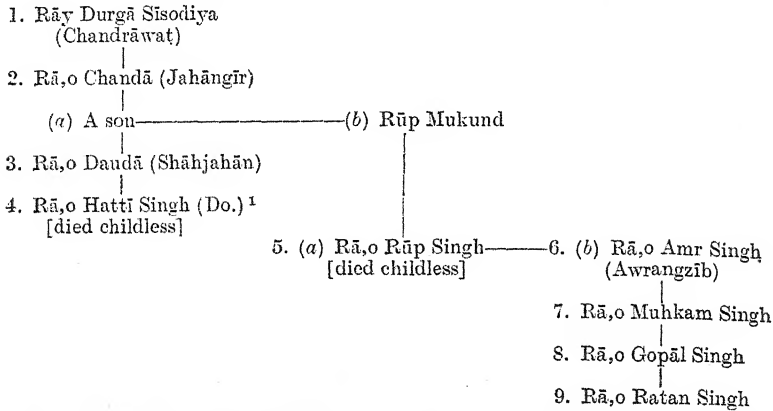 1. Rāy Durgā Sīsodiya
(Chandrāwaṭ)
2. Rā,o Chandā (Jahāngīr)
(a) A son (b) Rūp Mukund
3. Rā,o Daudā (Shāhjahān)
4. Rā,o Hattī Singh (Do.) ¹
[died childless]
5. (a) Rā,o Rūp Singh 6. (b) Rā,o Amr Singh
[died childless] (Awrangzīb)
7. Rā,o Muhkam Singh
8. Rā,o Gopāl Singh
9. Rā,o Ratan Singh